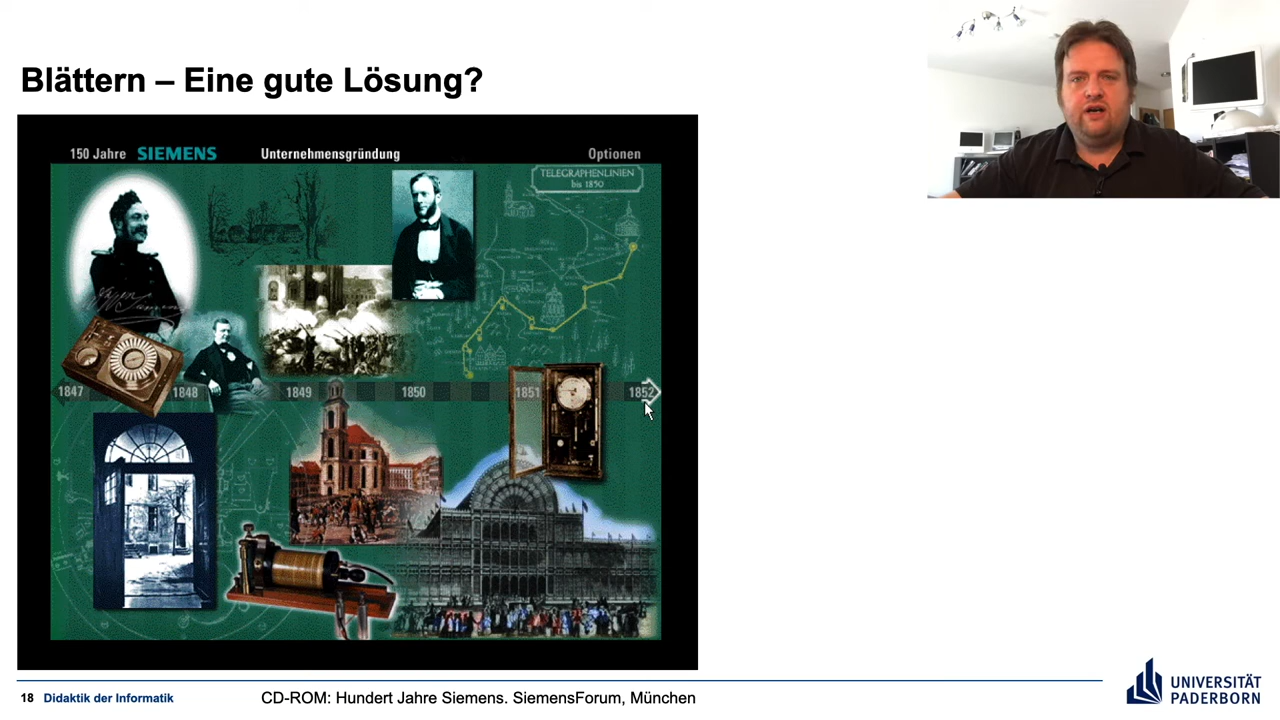 Blättern – Eine gute Lösung?
150 Jahre SIEMENS Unternehmensgründung Optionen
TELEGRAPHENLINIEN
bis 1850
1847 1848 1849 1850 1851 1852
18 Didaktik der Informatik CD-ROM: Hundert Jahre Siemens. SiemensForum, München
UNIVERSITÄT
PADERBORN